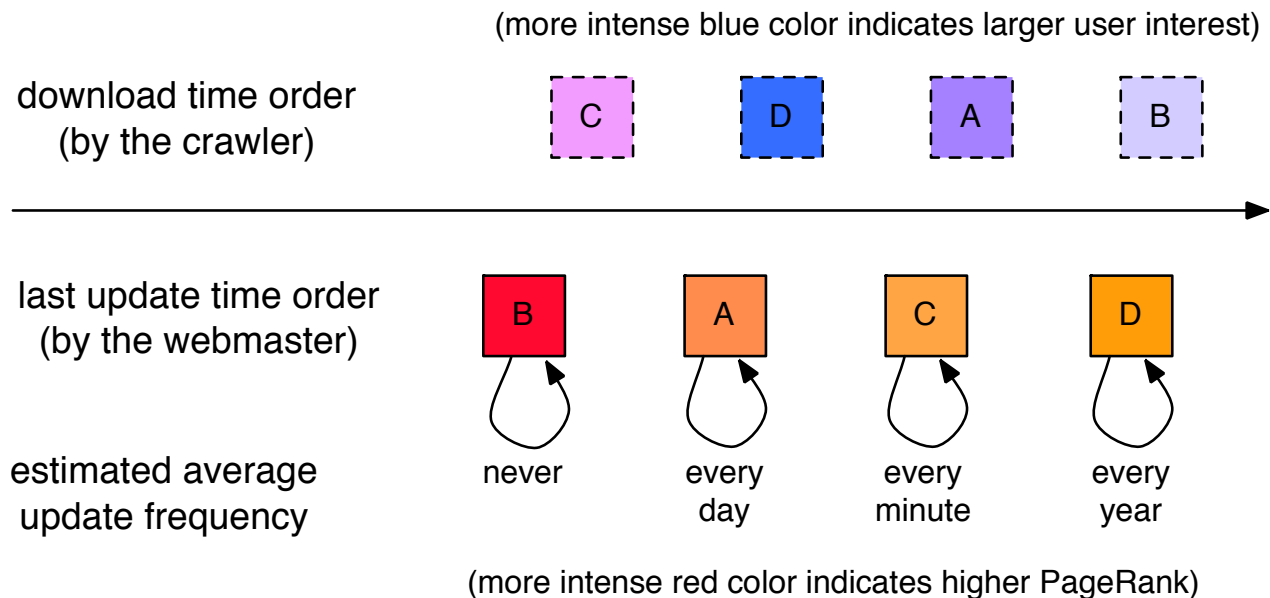 (more intense blue color indicates larger user interest)
download time order
(by the crawler)
C D A B
last update time order
(by the webmaster)
B A C D
estimated average
update frequency
never
every
day
every
minute
every
year
(more intense red color indicates higher PageRank)